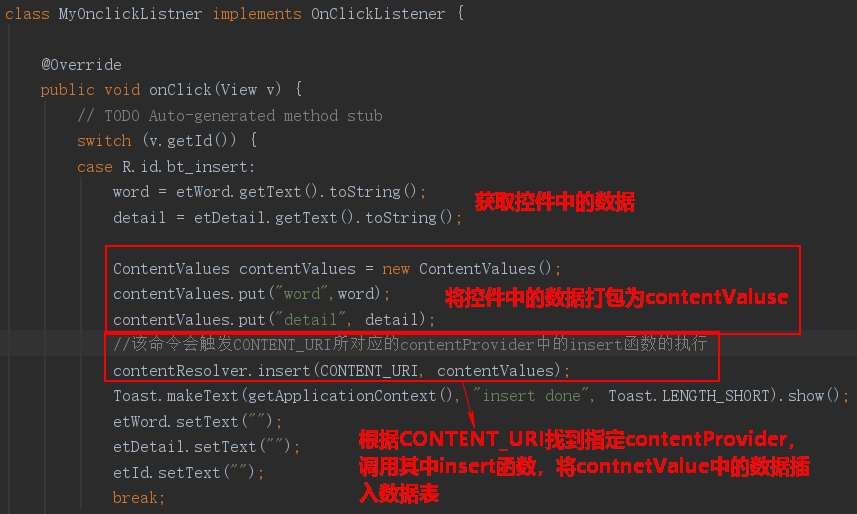 class MyOnclickListner implements OnClickListener {
@Override
public void onClick(View v) {
// TODO Auto-generated method stub
switch (v.getId()) {
case R.id.bt_insert:
word = etWord.getText().toString();
获取控件中的数据
detail = etDetail.getText().toString();
ContentValues contentValues = new ContentValues();
contentValues.put("word",word);
将控件中的数据打包为contentValuse
contentValues.put("detail", detail);
//该命令会触发CONTENT_URI所对应的contentProvider中的insert函数的执行
contentResolver.insert(CONTENT_URI, contentValues);
Toast.makeText(getApplicationContext(), "insert done", Toast.LENGTH_SHORT).show();
etWord.setText("");
etDetail.setText("");
etId.setText("");
break;
根据CONTENT_URI找到指定contentProvider，
调用其中insert函数，将contnetValue中的数据插
入数据表